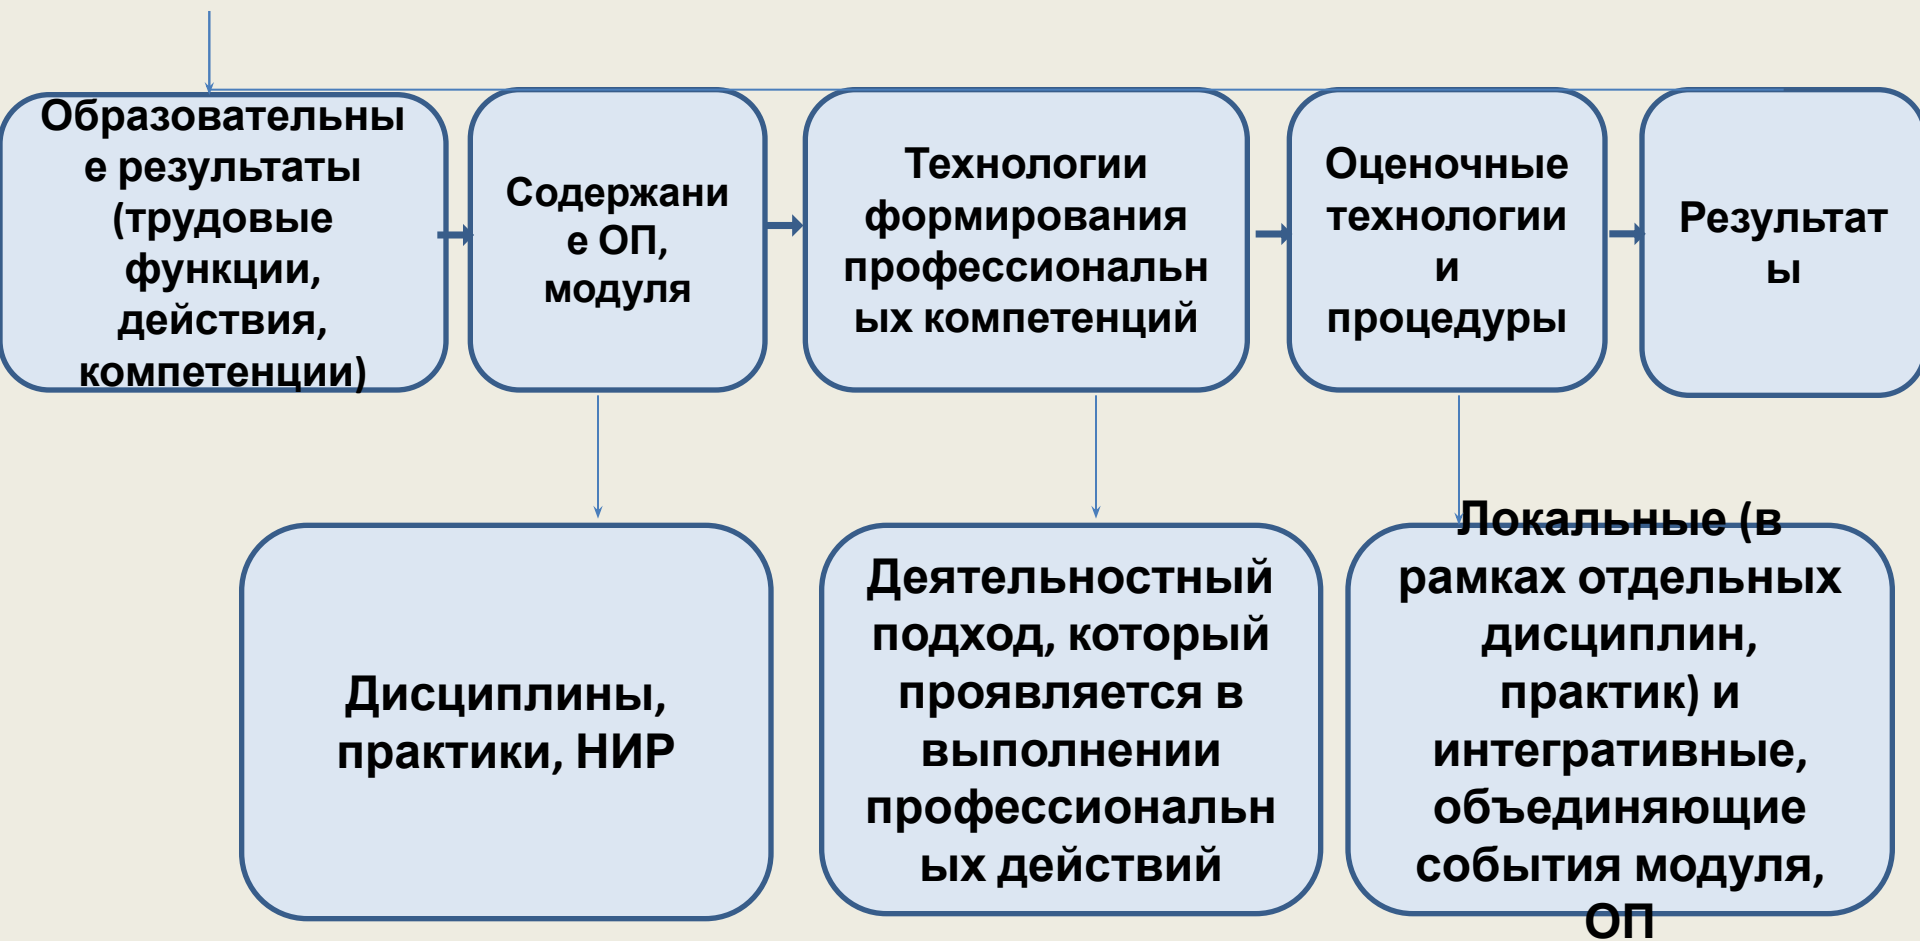 Образовательны
е результаты
(трудовые
функции,
действия,
компетенции)
Содержани
е ОП,
модуля
Технологии
формирования
профессиональн
ых компетенций
Оценочные
технологии
и
процедуры
Результат
ы
Дисциплины,
практики, НИР
Деятельностный
подход, который
проявляется в
выполнении
профессиональн
ых действий
Локальные (в
рамках отдельных
дисциплин,
практик) и
интегративные,
объединяющие
события модуля,
ОП